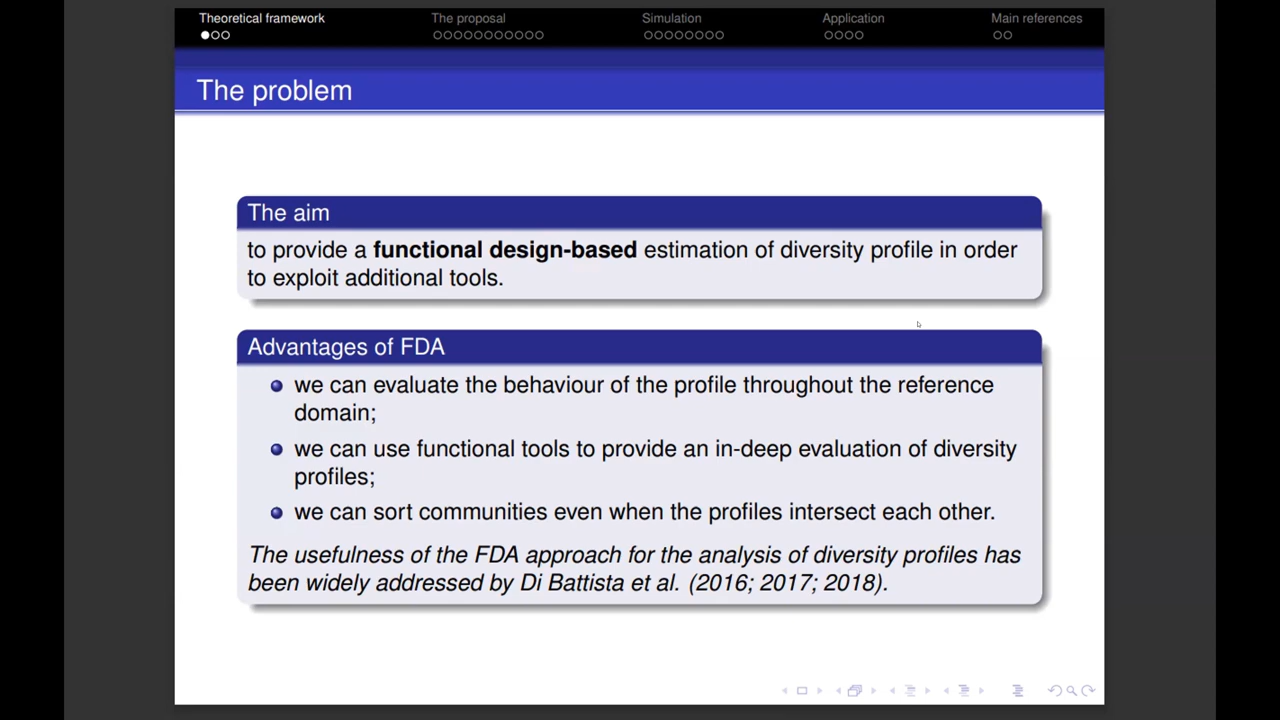 Theoretical framework The proposal Simulation Application Main references
The problem
The aim
to provide a functional design-based estimation of diversity profile in order
to exploit additional tools.
Advantages of FDA
we can evaluate the behaviour of the profile throughout the reference
domain;
we can use functional tools to provide an in-deep evaluation of diversity
profiles;
we can sort communities even when the profiles intersect each other.
The usefulness of the FDA approach for the analysis of diversity profiles has
been widely addressed by Di Battista et al. (2016; 2017; 2018).